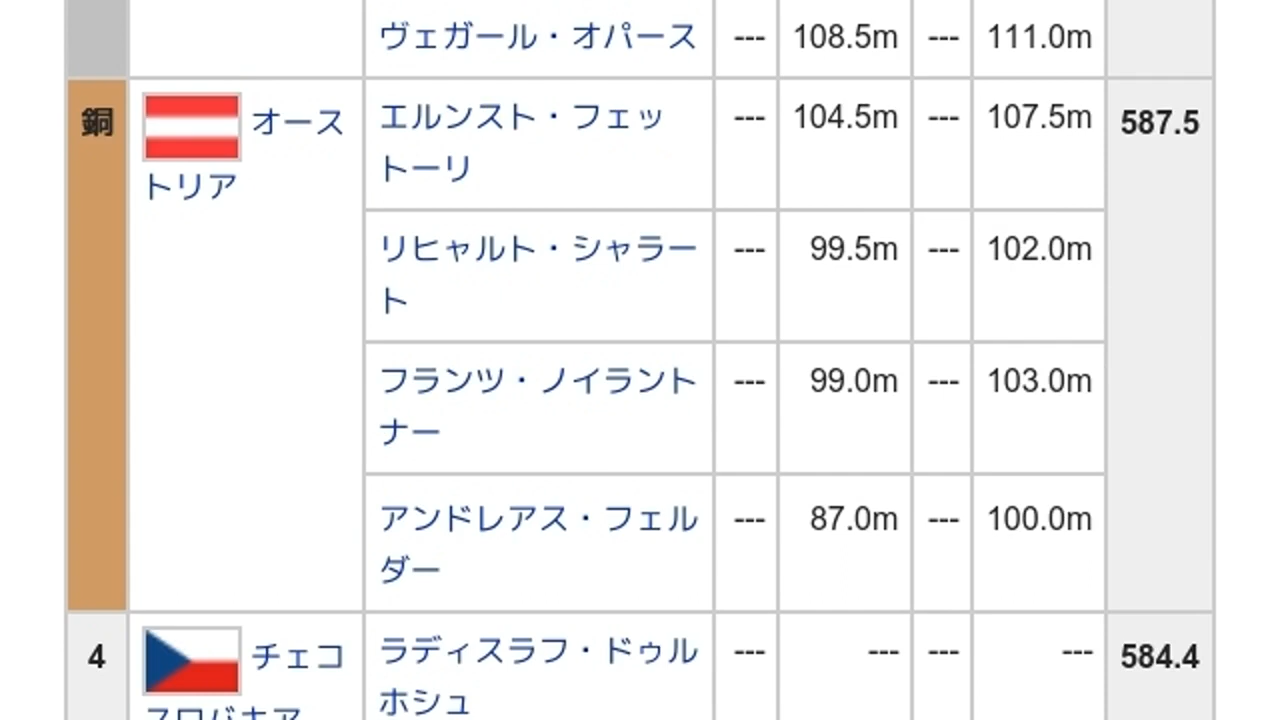 ヴェガール・オパース --- 108.5m --- 111.0m
銅 オース エルンスト・フェッ --- 104.5m --- 107.5m 587.5
トリア トーリ
リヒャルト・シャラー --- 99.5m --- 102.0m
ト
フランツ・ノイラント --- 99.0m --- 103.0m
ナー
アンドレアス・フェル --- 87.0m --- 100.0m
ダー
4 チェコ ラディスラフ・ドゥル --- --- --- --- 584.4
スロバキア ホシュ